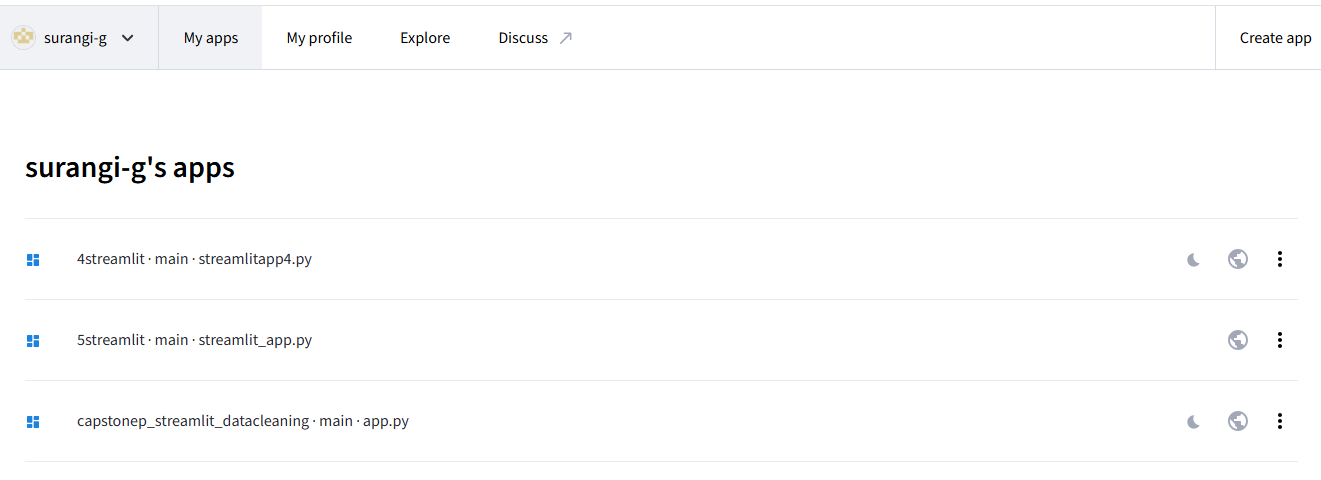 surangi-g My apps My profile Explore Discuss Create app
surangi-g's apps
4streamlit · main · streamlitapp4.py
5streamlit · main · streamlit_app.py
capstonep_streamlit_datacleaning · main · app.py